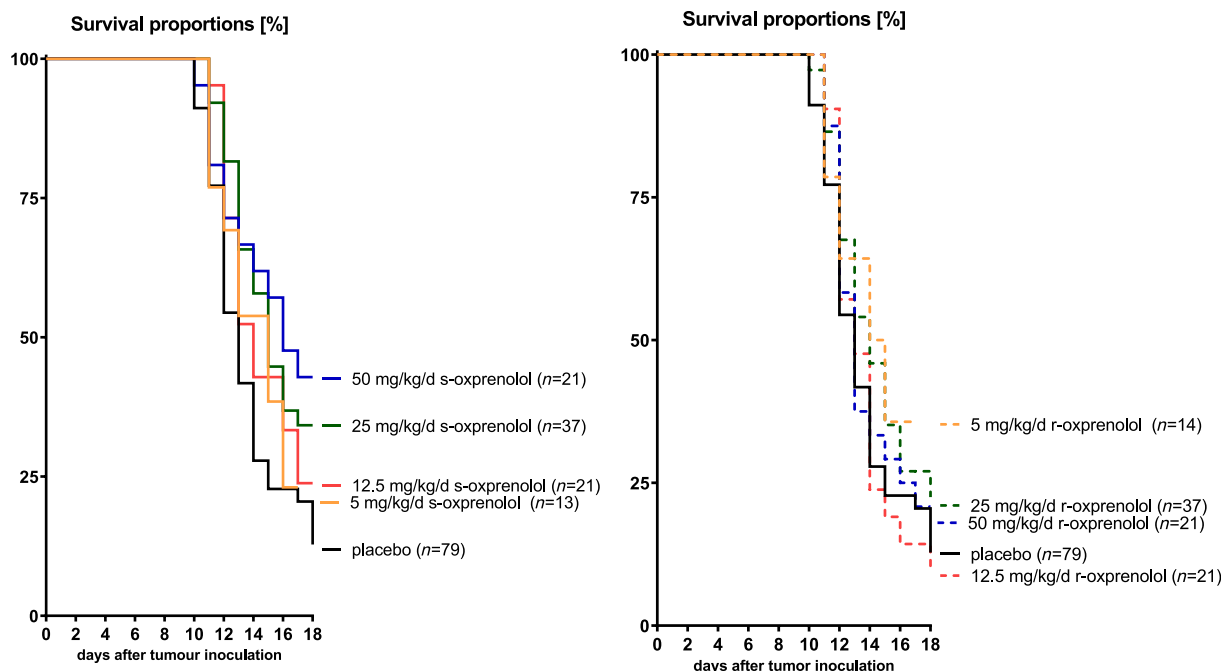 Survival proportions [%]
100
75
50
25
0
50 mg/kg/d s-oxprenolol (n=21)
25 mg/kg/d s-oxprenolol (n=37)
12.5 mg/kg/d s-oxprenolol (n=21)
5 mg/kg/d s-oxprenolol (n=13)
placebo (n=79)
0 2 4 6 8 10 12 14 16 18
days after tumour inoculation
Survival proportions [%]
100
75
50
25
0
5 mg/kg/d r-oxprenolol (n=14)
25 mg/kg/d r-oxprenolol (n=37)
50 mg/kg/d r-oxprenolol (n=21)
placebo (n=79)
12.5 mg/kg/d r-oxprenolol (n=21)
0 2 4 6 8 10 12 14 16 18
days after tumor inoculation